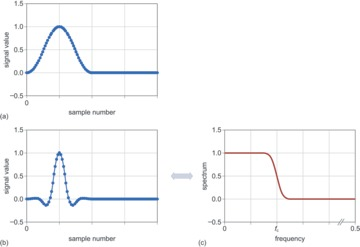 1.5
1.0
signal value
0.5
0.0
−0.5
0
sample number
(a)
1.5
1.0
signal value
0.5
0.0
−0.5
0
sample number
(b)
1.5
1.0
spectrum
0.5
0.0
−0.5
0
fc
0.5
frequency
(c)